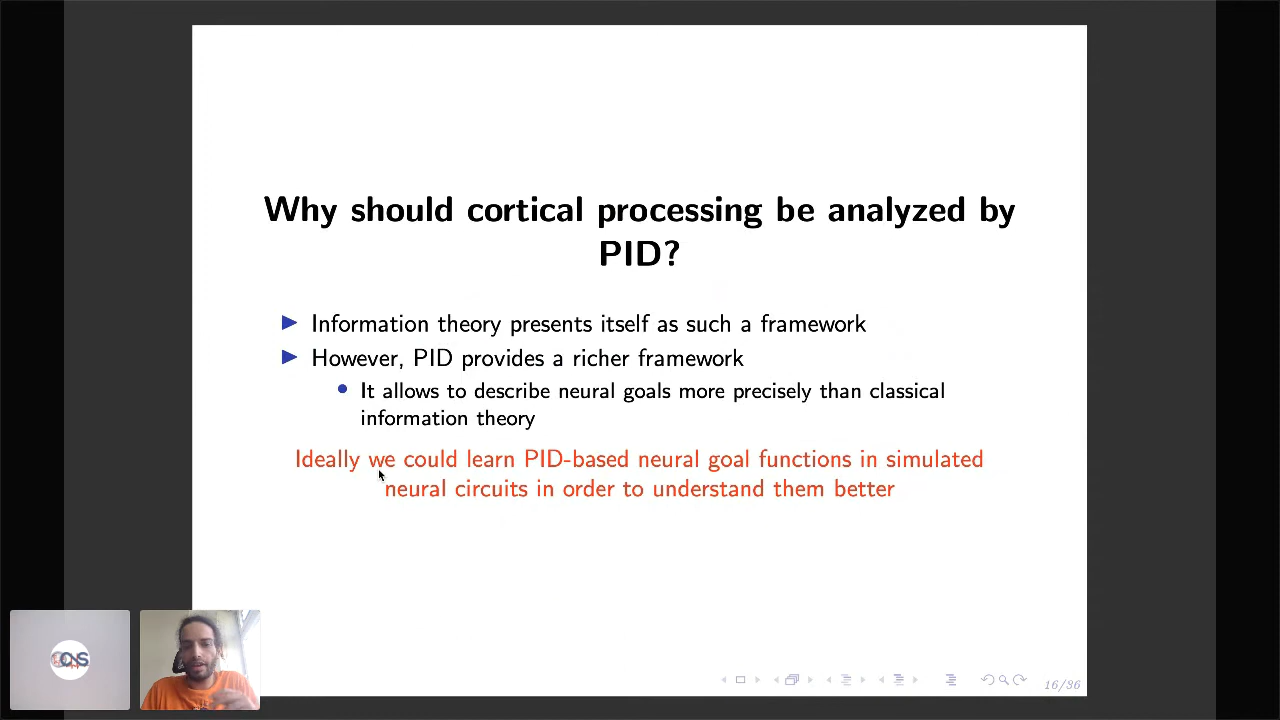 Why should cortical processing be analyzed by
PID?
Information theory presents itself as such a framework
However, PID provides a richer framework
It allows to describe neural goals more precisely than classical
information theory
Ideally we could learn PID-based neural goal functions in simulated
neural circuits in order to understand them better
16/36